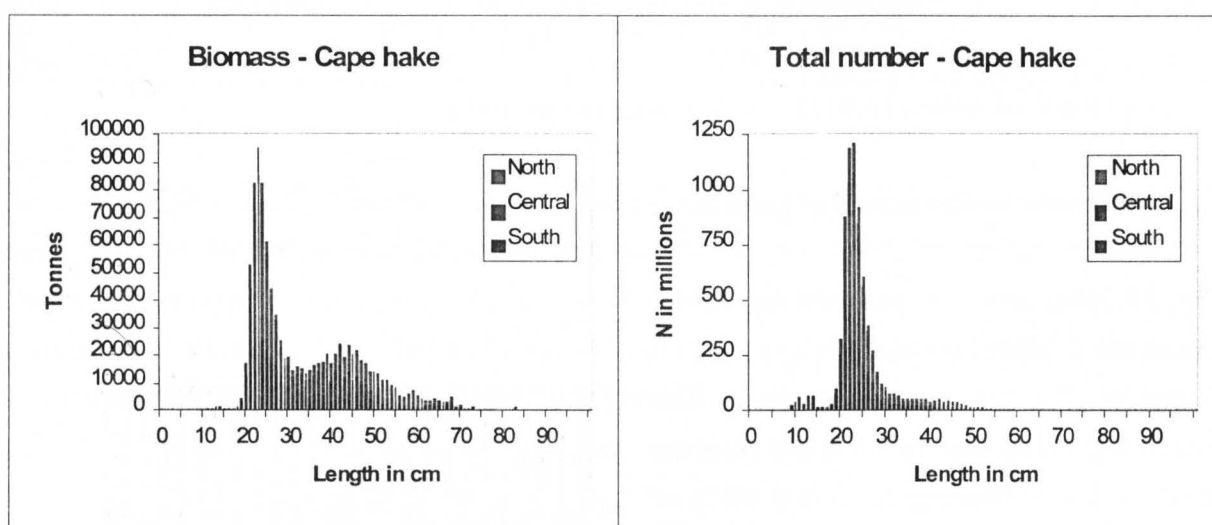 Biomass - Cape hake
100000
90000
80000
70000
60000
50000
40000
30000
20000
10000
0
Tonnes
North
Central
South
0 10 20 30 40 50 60 70 80 90
Length in cm
Total number - Cape hake
1250
1000
750
500
250
0
N in millions
North
Central
South
0 10 20 30 40 50 60 70 80 90
Length in cm